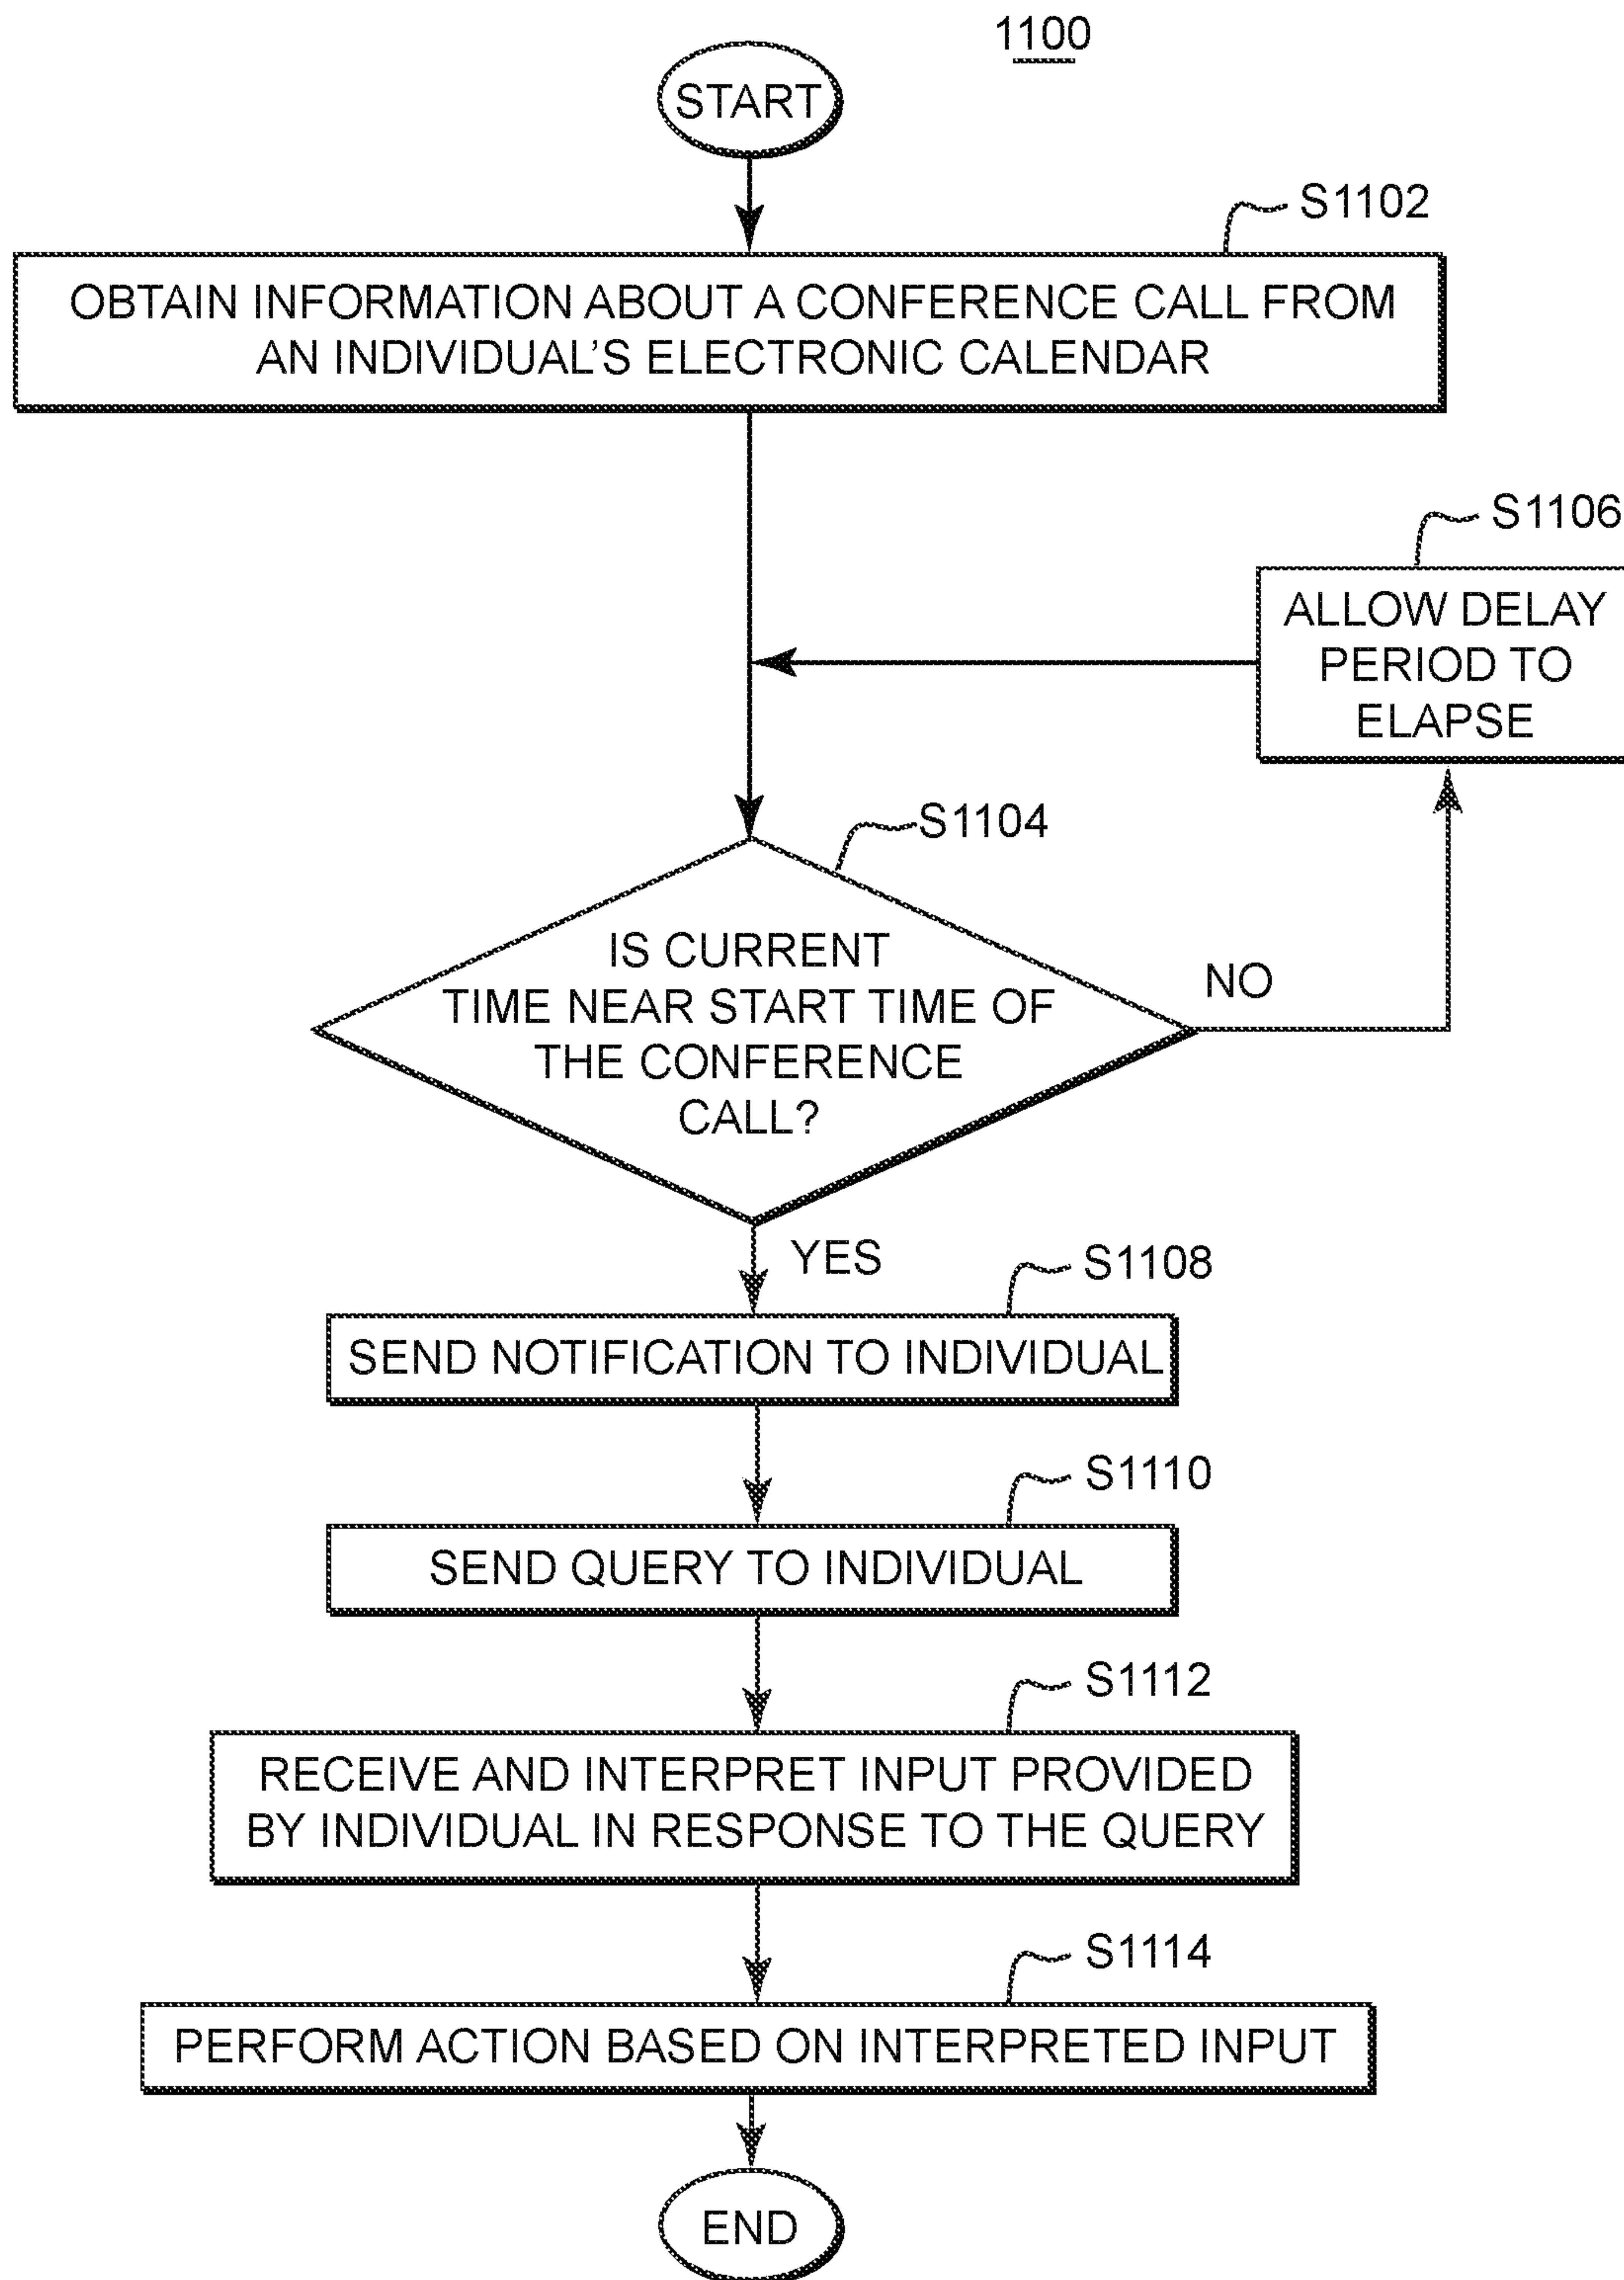 1100
START
S1102
OBTAIN INFORMATION ABOUT A CONFERENCE CALL FROM
AN INDIVIDUAL'S ELECTRONIC CALENDAR
S1106
ALLOW DELAY
PERIOD TO
ELAPSE
S1104
IS CURRENT
TIME NEAR START TIME OF
THE CONFERENCE
CALL?
NO
YES
S1108
SEND NOTIFICATION TO INDIVIDUAL
S1110
SEND QUERY TO INDIVIDUAL
S1112
RECEIVE AND INTERPRET INPUT PROVIDED
BY INDIVIDUAL IN RESPONSE TO THE QUERY
S1114
PERFORM ACTION BASED ON INTERPRETED INPUT
END